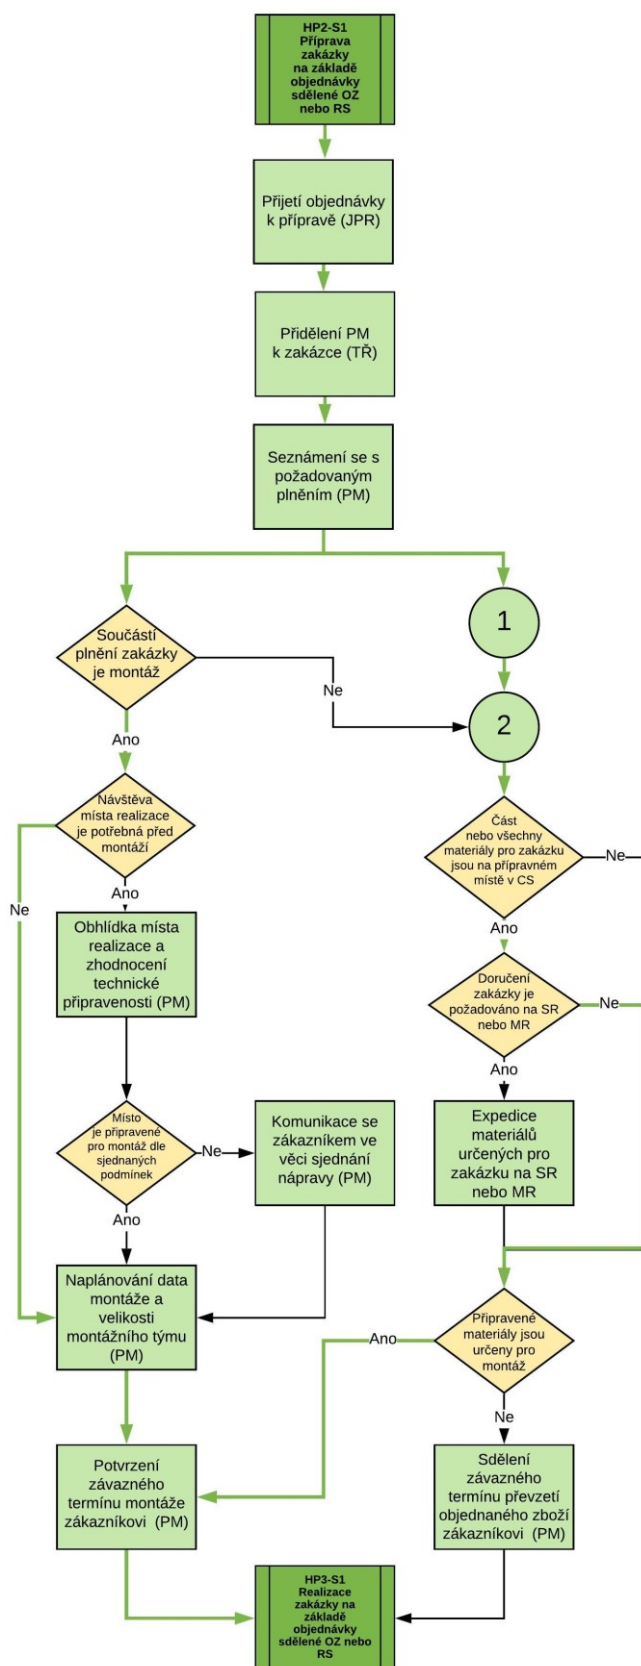 HP2-S1
Příprava
zakázky
na základě
objednávky
sdělené OZ
nebo RS
Přijetí objednávky
k přípravě (JPR)
Přidělení PM
k zakázce (TŘ)
Seznámení se s
požadovaným
plněním (PM)
Součástí
plnění zakázky
je montáž
1
Ne
2
Ano
Návštěva
místa realizace
je potřebná před
montáží
Část
nebo všechny
materiály pro zakázku
jsou na přípravném
místě v CS
Ne
Ano
Ne
Obhlídka místa
realizace a
zhodnocení
technické
připravenosti (PM)
Ano
Doručení
zakázky je
požadováno na SR
nebo MR
Ne
Ano
Místo
je připravené
pro montáž dle
sjednaných
podmínek
Ne
Komunikace se
zákazníkem ve
věci sjednání
nápravy (PM)
Expedice
materiálů
určených pro
zakázku na SR
nebo MR
Ano
Naplánování data
montáže a
velikosti
montážního týmu
(PM)
Připravené
materiály jsou
určeny pro
montáž
Ano
Ne
Potvrzení
závazného
termínu montáže
zákazníkovi (PM)
Sdělení
závazného
termínu převzetí
objednaného zboží
zákazníkovi (PM)
HP3-S1
Realizace
zakázky na
základě
objednávky
sdělené OZ nebo
RS